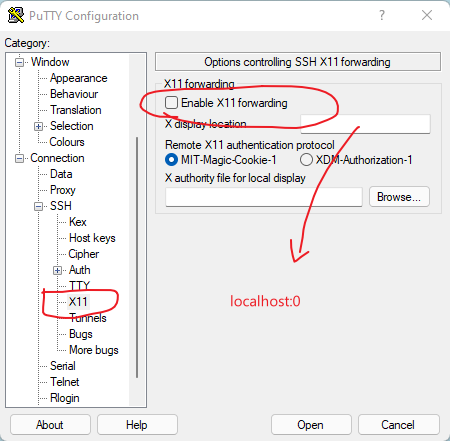 PuTTY Configuration
?
Category:
Window
Appearance
Behaviour
Translation
Selection
Colours
Connection
Data
Proxy
SSH
Kex
Host keys
Cipher
Auth
TTY
X11
Tunnels
Bugs
More bugs
Serial
Telnet
Rlogin
Options controlling SSH X11 forwarding
X11 forwarding
Enable X11 forwarding
X display location
Remote X11 authentication protocol
MIT-Magic-Cookie-1 XDM-Authorization-1
X authority file for local display
Browse...
localhost:0
About Help Open Cancel